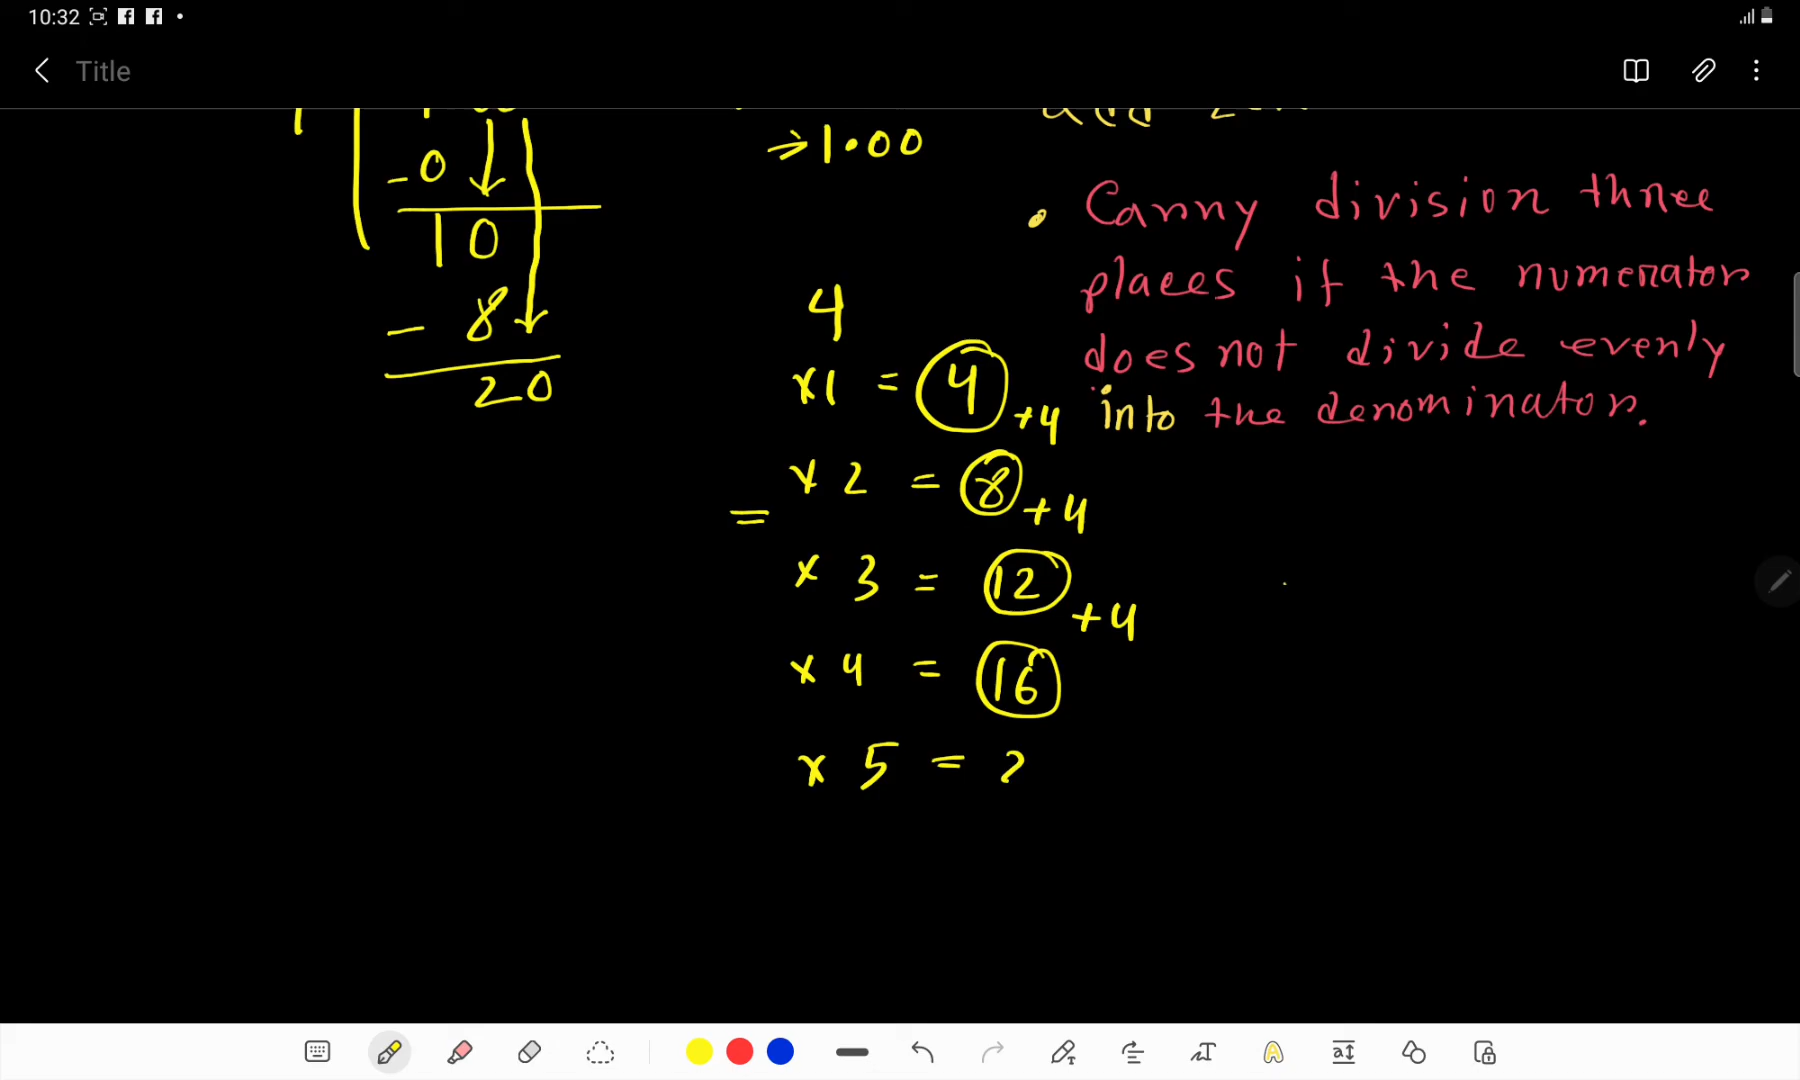 10:32
Title
→ 1.00
- 0
10
- 8
20
• Carry division three
places if the numerator
does not divide evenly
into the denominator.
4
x1 = 4 +4
x 2 = 8 +4
=
x 3 = 12 +4
x 4 = 16
x 5 = 2